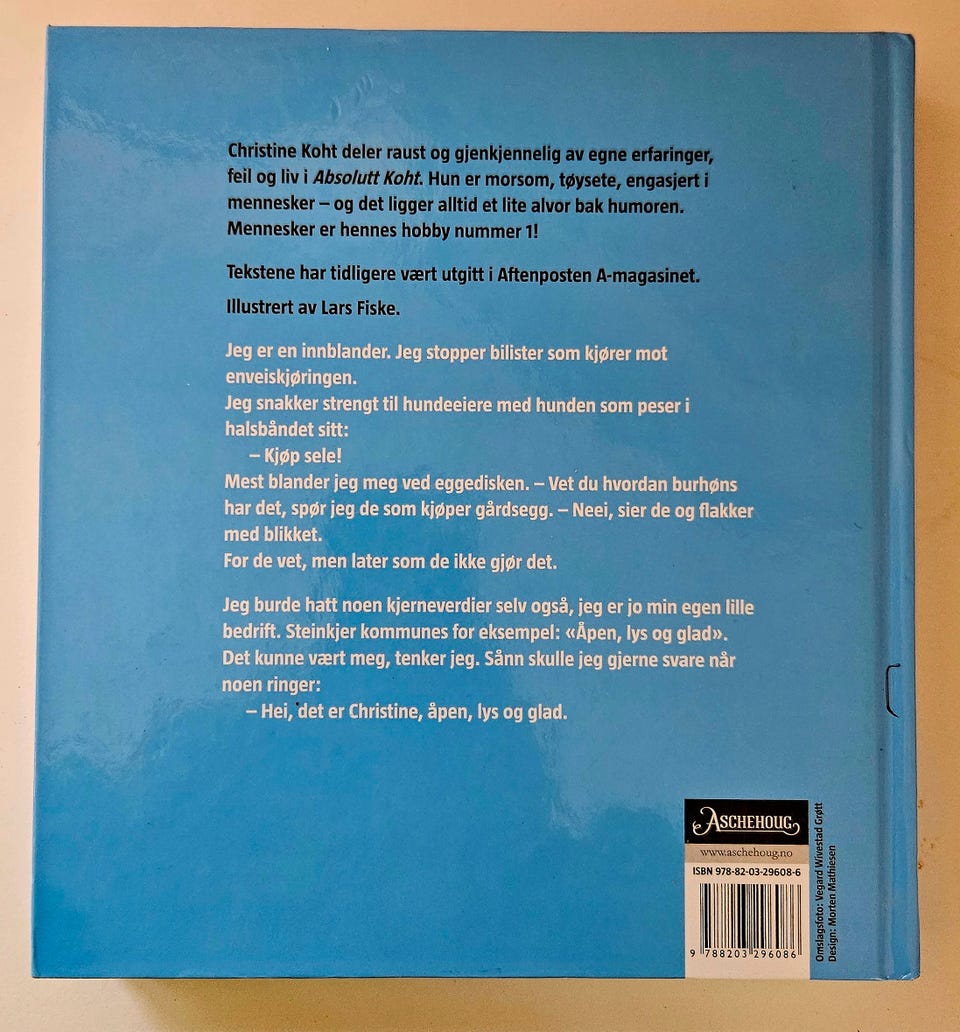 Christine Koht deler raust og gjenkjennelig av egne erfaringer,
feil og liv i Absolutt Koht. Hun er morsom, tøysete, engasjert i
mennesker – og det ligger alltid et lite alvor bak humoren.
Mennesker er hennes hobby nummer 1!
Tekstene har tidligere vært utgitt i Aftenposten A-magasinet.
Illustrert av Lars Fiske.
Jeg er en innblander. Jeg stopper bilister som kjører mot
enveiskjøringen.
Jeg snakker strengt til hundeeiere med hunden som peser i
halsbåndet sitt:
– Kjøp sele!
Mest blander jeg meg ved eggedisken. – Vet du hvordan burhøns
har det, spør jeg de som kjøper gårdsegg. – Neei, sier de og flakker
med blikket.
For de vet, men later som de ikke gjør det.
Jeg burde hatt noen kjerneverdier selv også, jeg er jo min egen lille
bedrift. Steinkjer kommunes for eksempel: «Åpen, lys og glad».
Det kunne vært meg, tenker jeg. Sånn skulle jeg gjerne svare når
noen ringer:
– Hei, det er Christine, åpen, lys og glad.
ASCHEHOUG
www.aschehoug.no
ISBN 978-82-03-29608-6
9 788203 296086
Omslagsfoto: Vegard Wivestad Grøtt
Design: Morten Mathiesen